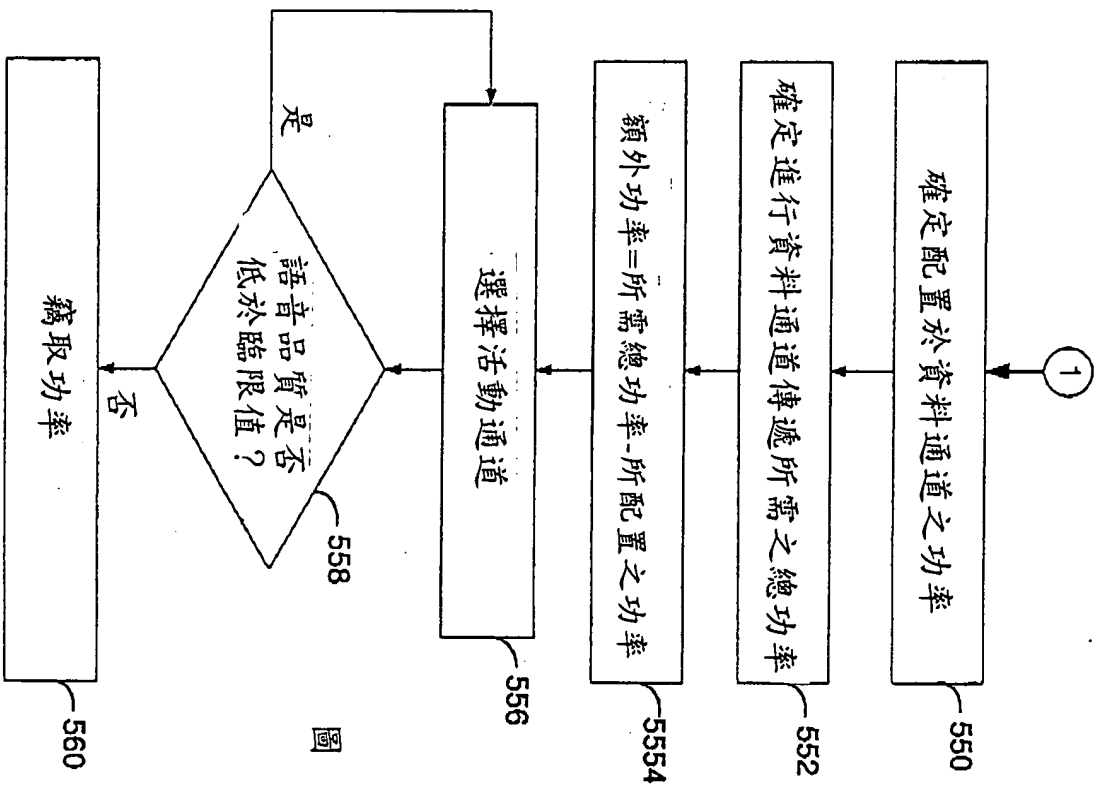 1
確定配置於資料通道之功率
550
確定進行資料通道傳遞所需之總功率
552
額外功率=所需總功率-所配置之功率
5554
選擇活動通道
556
語音品質是否
低於臨限值?
558
是
否
竊取功率
560
圖